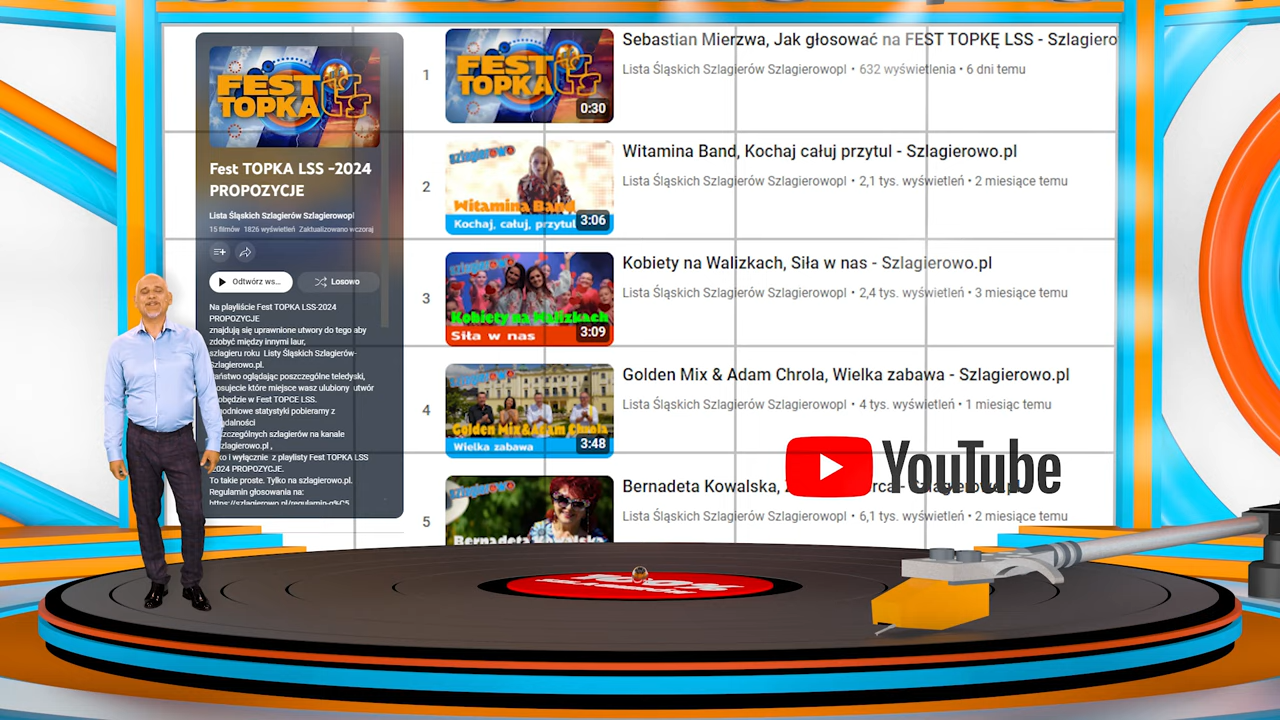 FEST
TOPKA LSS
Fest TOPKA LSS -2024
PROPOZYCJE
Lista Śląskich Szlagierów Szlagierowopl
15 filmów 1826 wyświetleń Zaktualizowano wczoraj
Odtwórz ws...
Losowo
Na playliście Fest TOPKA LSS-2024
PROPOZYCJE
znajdują się uprawnione utwory do tego aby
zdobyć między innymi laur,
szlagieru roku Listy Śląskich Szlagierów-
Szlagierowo.pl.
oglądając poszczególne teledyski,
które miejsce wasz ulubiony utwór
w Fest TOPCE LSS.
statystyki pobieramy z
szlagierów na kanale
szlagierowo.pl ,
I wyłącznie z playlisty Fest TOPKA LSS
2024 PROPOZYCJE.
To takie proste. Tylko na szlagierowo.pl.
Regulamin głosowania na:
1
FEST
TOPKA LSS
0:30
Sebastian Mierzwa, Jak głosować na FEST TOPKĘ LSS - Szlagiero
Lista Śląskich Szlagierów Szlagierowopl • 632 wyświetlenia • 6 dni temu
2
szlagierowo
Witamina Band
Kochaj, całuj, przytul
3:06
Witamina Band, Kochaj całuj przytul - Szlagierowo.pl
Lista Śląskich Szlagierów Szlagierowopl • 2,1 tys. wyświetleń • 2 miesiące temu
3
szlagierowo
Kobiety na Walizkach
Siła w nas
3:09
Kobiety na Walizkach, Siła w nas - Szlagierowo.pl
Lista Śląskich Szlagierów Szlagierowopl • 2,4 tys. wyświetleń • 3 miesiące temu
4
szlagierowo
Golden Mix & Adam Chrola
Wielka zabawa
3:48
Golden Mix & Adam Chrola, Wielka zabawa - Szlagierowo.pl
Lista Śląskich Szlagierów Szlagierowopl • 4 tys. wyświetleń • 1 miesiąc temu
5
szlagierowo
Bernadeta Kowalska
Bernadeta Kowalska,
Lista Śląskich Szlagierów Szlagierowopl • 6,1 tys. wyświetleń • 2 miesiące temu
YouTube
100%